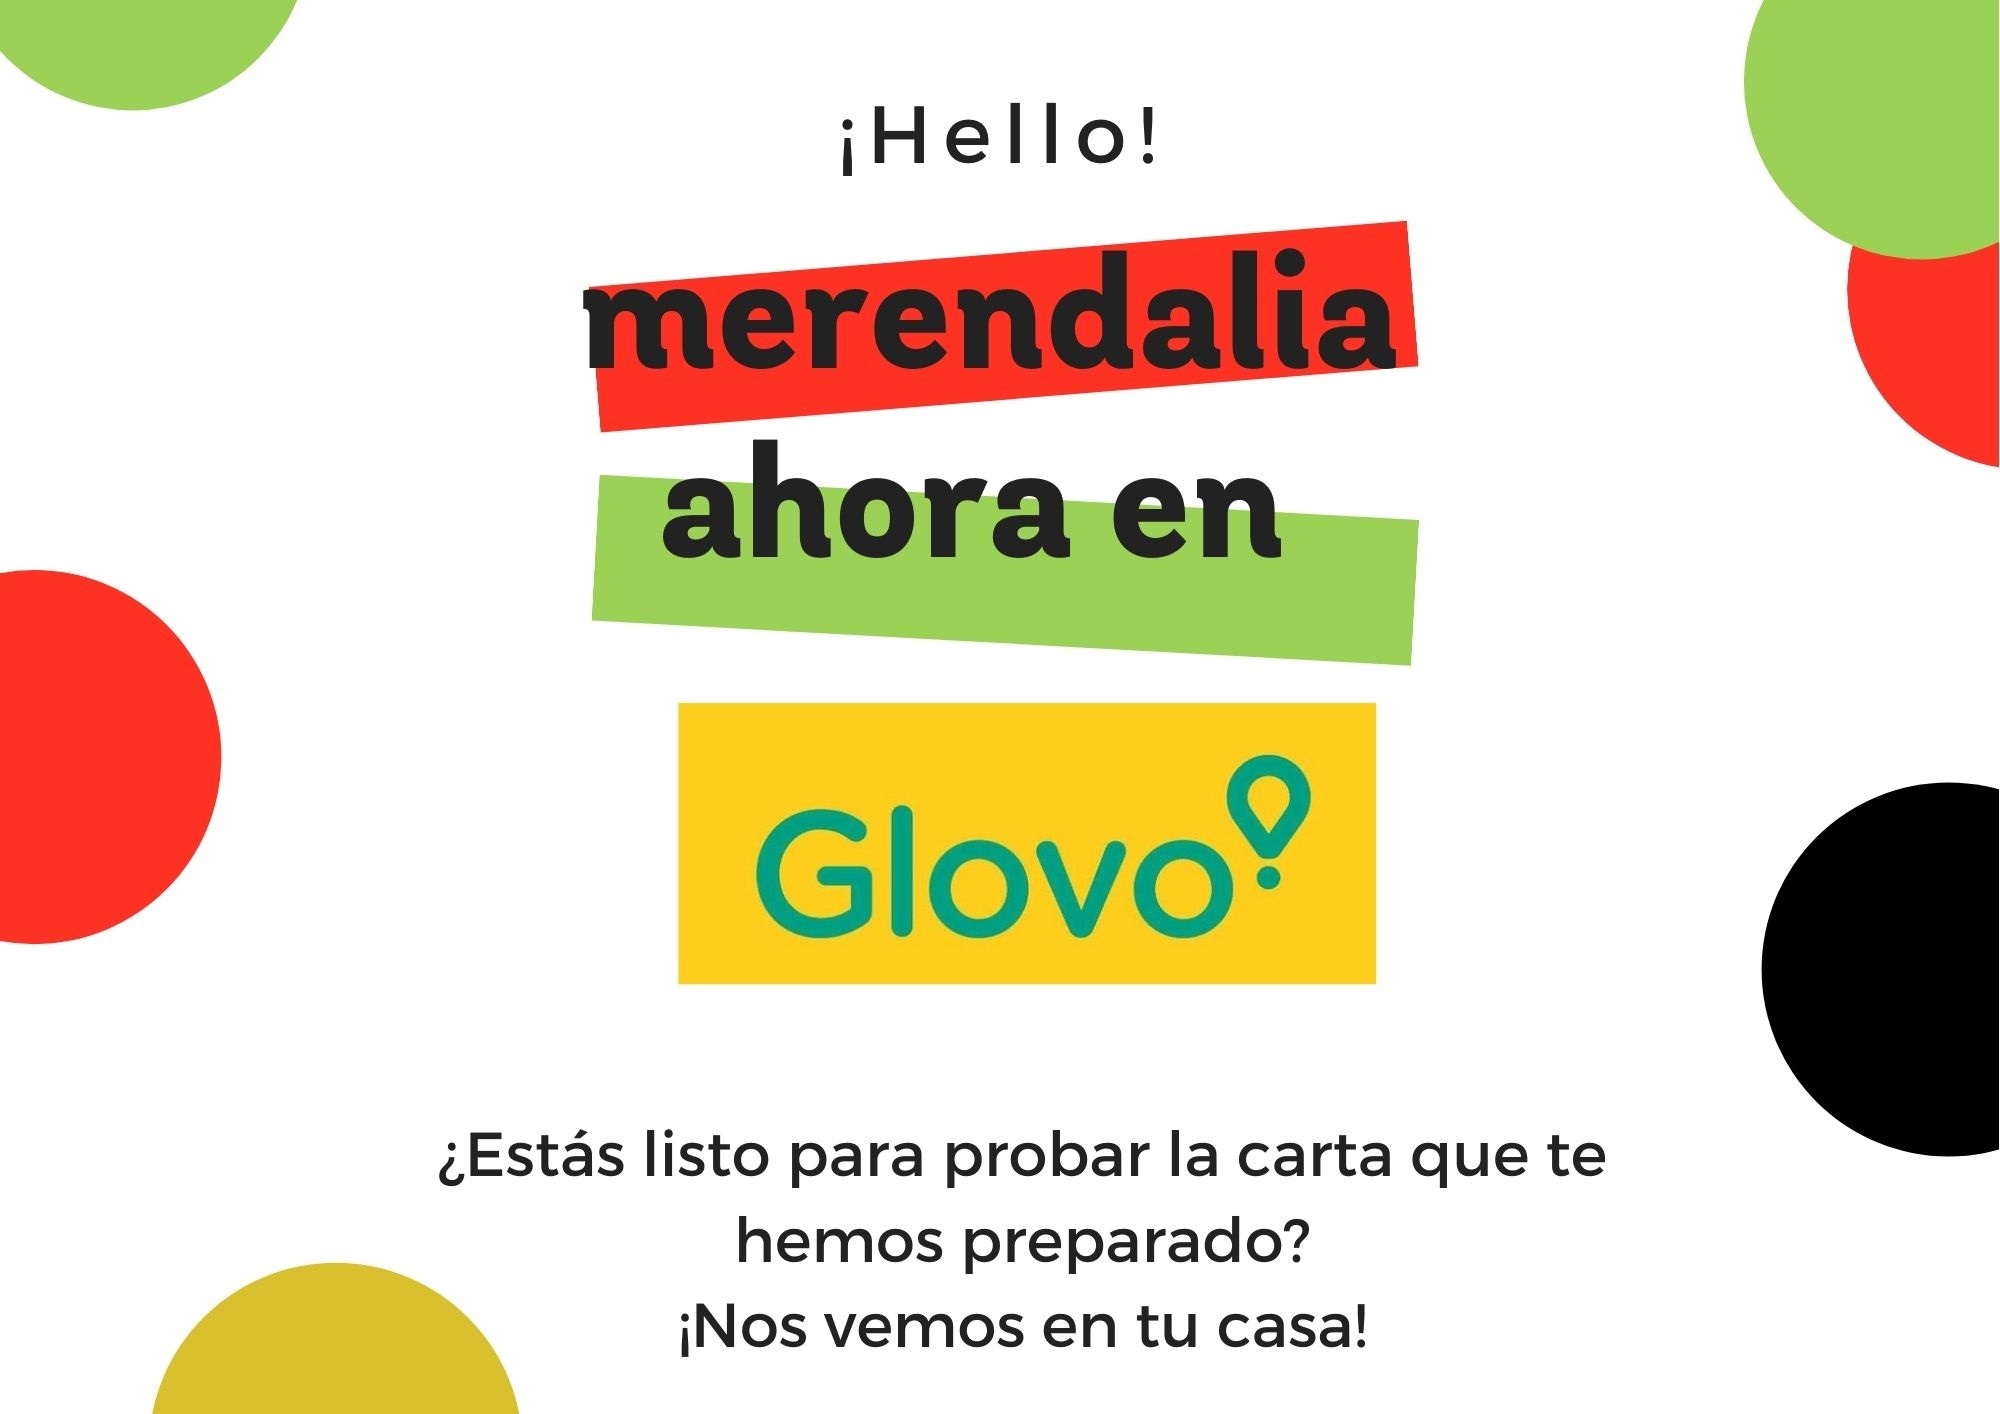 ¡Hello!
merendalia
ahora en
Glovo
¿Estás listo para probar la carta que te
hemos preparado?
¡Nos vemos en tu casa!